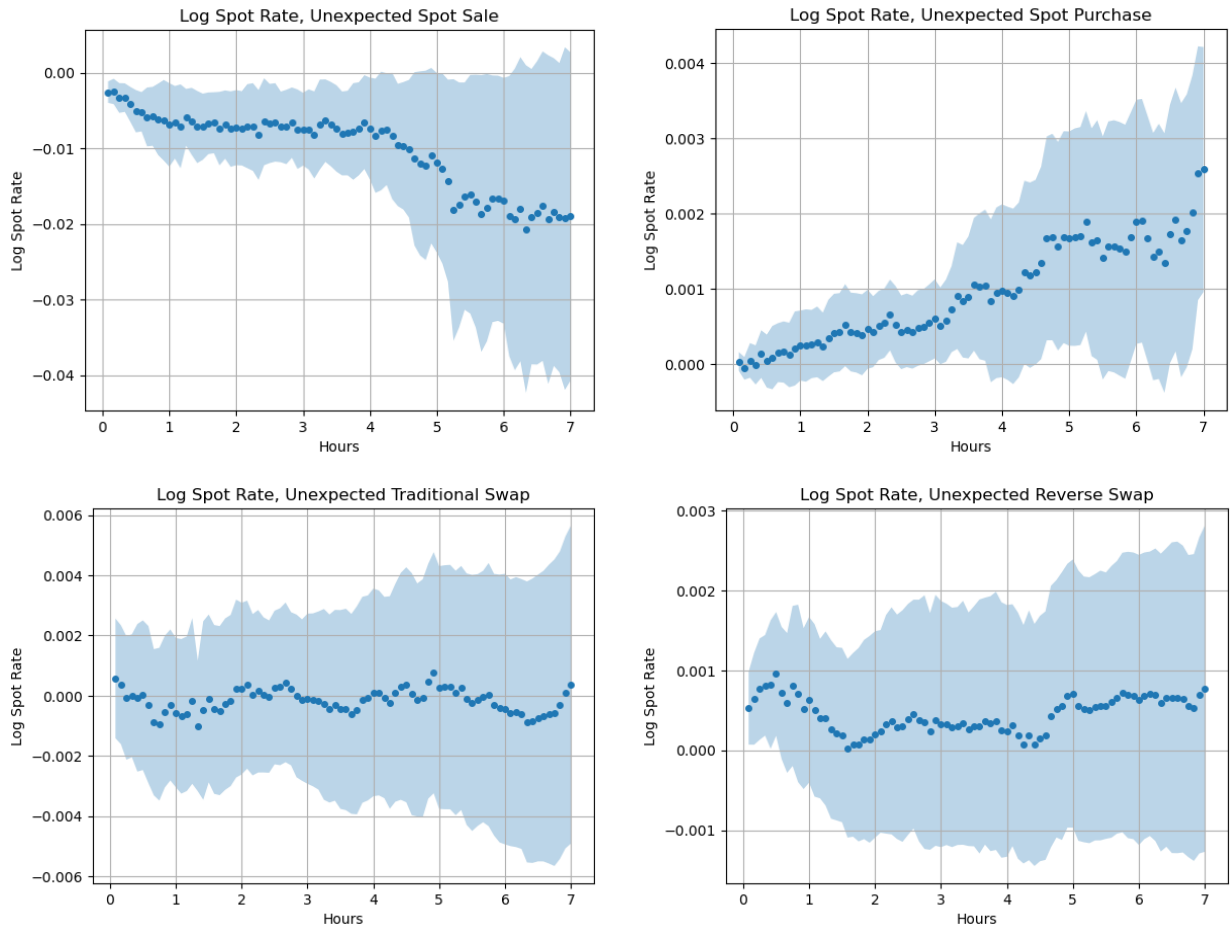 Log Spot Rate, Unexpected Spot Sale
0.00
−0.01
−0.02
−0.03
−0.04
Log Spot Rate
0 1 2 3 4 5 6 7
Hours
Log Spot Rate, Unexpected Spot Purchase
0.004
0.003
0.002
0.001
0.000
Log Spot Rate
0 1 2 3 4 5 6 7
Hours
Log Spot Rate, Unexpected Traditional Swap
0.006
0.004
0.002
0.000
−0.002
−0.004
−0.006
Log Spot Rate
0 1 2 3 4 5 6 7
Hours
Log Spot Rate, Unexpected Reverse Swap
0.003
0.002
0.001
0.000
−0.001
Log Spot Rate
0 1 2 3 4 5 6 7
Hours